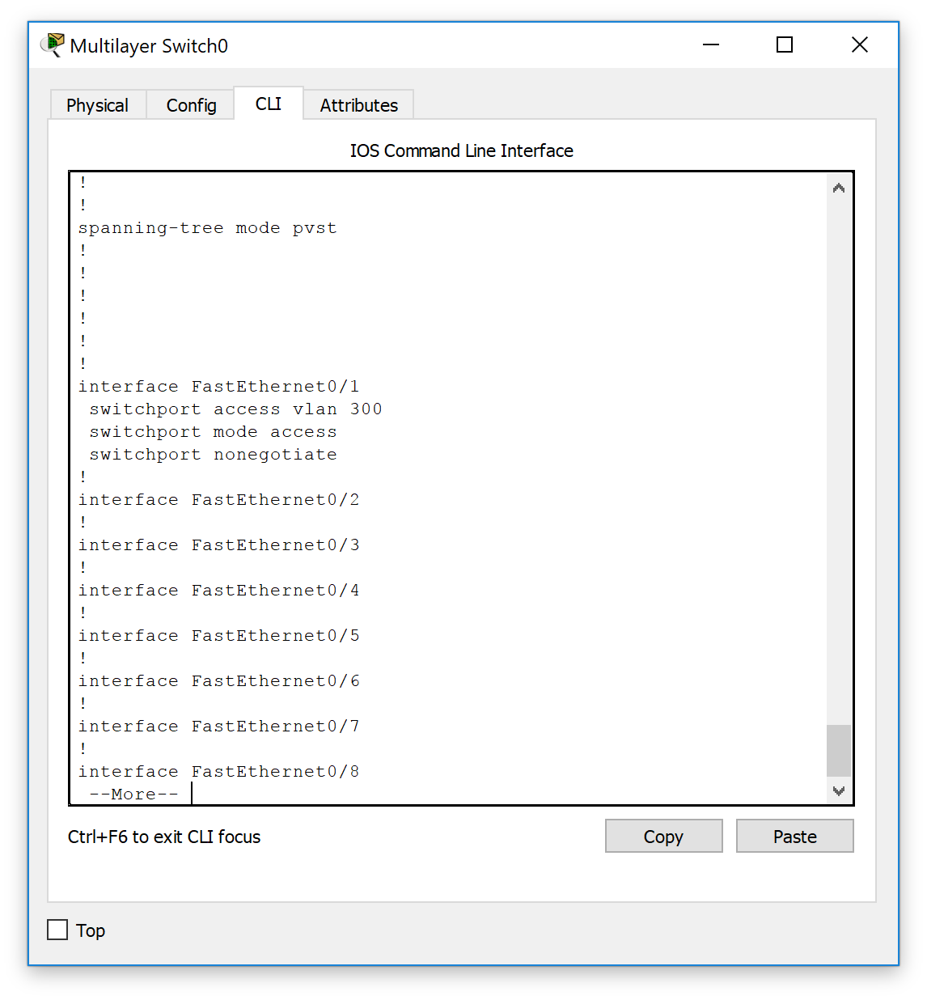 Multilayer Switch0
Physical Config CLI Attributes
IOS Command Line Interface
!
!
spanning-tree mode pvst
!
!
!
!
!
!
interface FastEthernet0/1
 switchport access vlan 300
 switchport mode access
 switchport nonegotiate
!
interface FastEthernet0/2
!
interface FastEthernet0/3
!
interface FastEthernet0/4
!
interface FastEthernet0/5
!
interface FastEthernet0/6
!
interface FastEthernet0/7
!
interface FastEthernet0/8
 --More--
Ctrl+F6 to exit CLI focus Copy Paste
Top